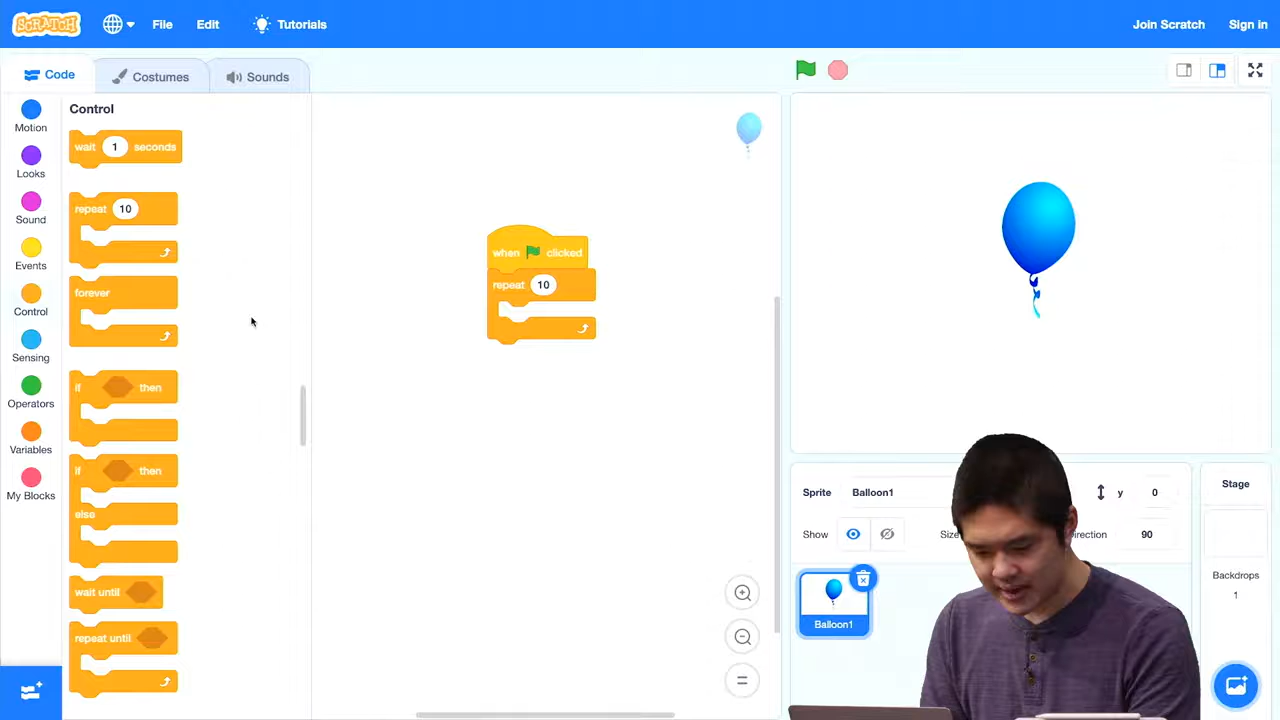 SCRATCH File Edit Tutorials Join Scratch Sign in
Code Costumes Sounds
Motion
Looks
Sound
Events
Control
Sensing
Operators
Variables
My Blocks
Control
wait 1 seconds
repeat 10
forever
if then
if then
else
wait until
repeat until
when clicked
repeat 10
Sprite Balloon1 y 0
Show Direction 90
Balloon1
Stage
Backdrops
1